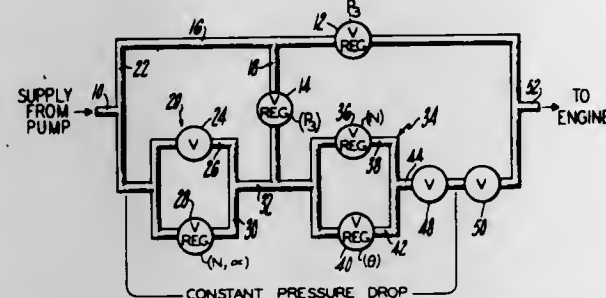 P3
16
12
V
REG.
22
18
14
10
SUPPLY
FROM
PUMP
20
24
V
REG.
(P3)
36
(N)
34
52
TO
ENGINE
V
REG.
26
38
44
V
28
32
V
V
V
REG.
30
V
REG.
42
48
50
(N, ∝)
40
(θ)
CONSTANT PRESSURE DROP